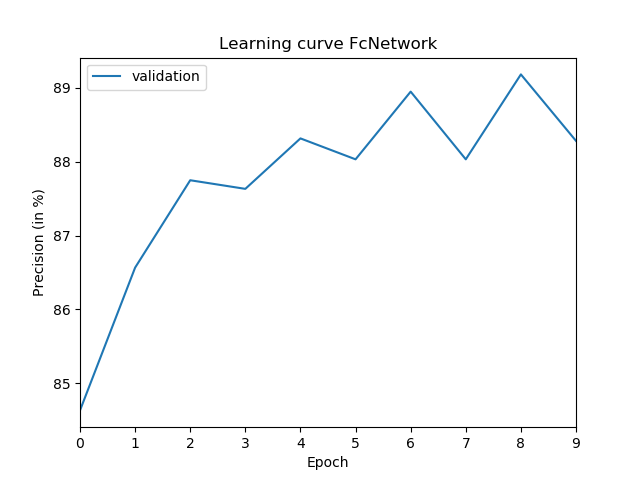 Learning curve FcNetwork
validation
Precision (in %)
89
88
87
86
85
0 1 2 3 4 5 6 7 8 9
Epoch